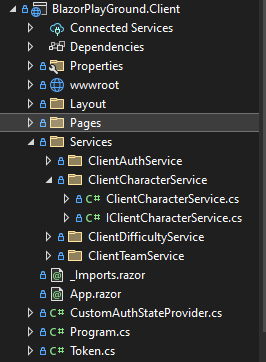 BlazorPlayGround.Client
Connected Services
Dependencies
Properties
wwwroot
Layout
Pages
Services
ClientAuthService
ClientCharacterService
C# ClientCharacterService.cs
C# IClientCharacterService.cs
ClientDifficultyService
ClientTeamService
_Imports.razor
App.razor
C# CustomAuthStateProvider.cs
C# Program.cs
C# Token.cs